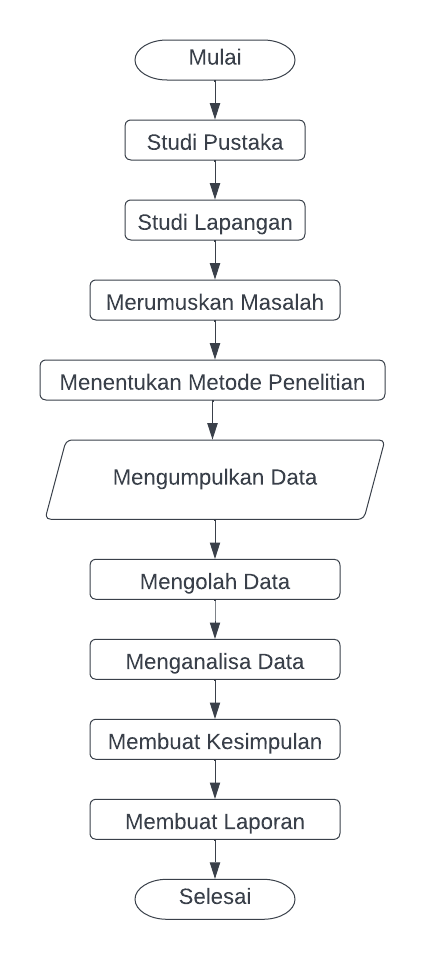 Mulai
Studi Pustaka
Studi Lapangan
Merumuskan Masalah
Menentukan Metode Penelitian
Mengumpulkan Data
Mengolah Data
Menganalisa Data
Membuat Kesimpulan
Membuat Laporan
Selesai